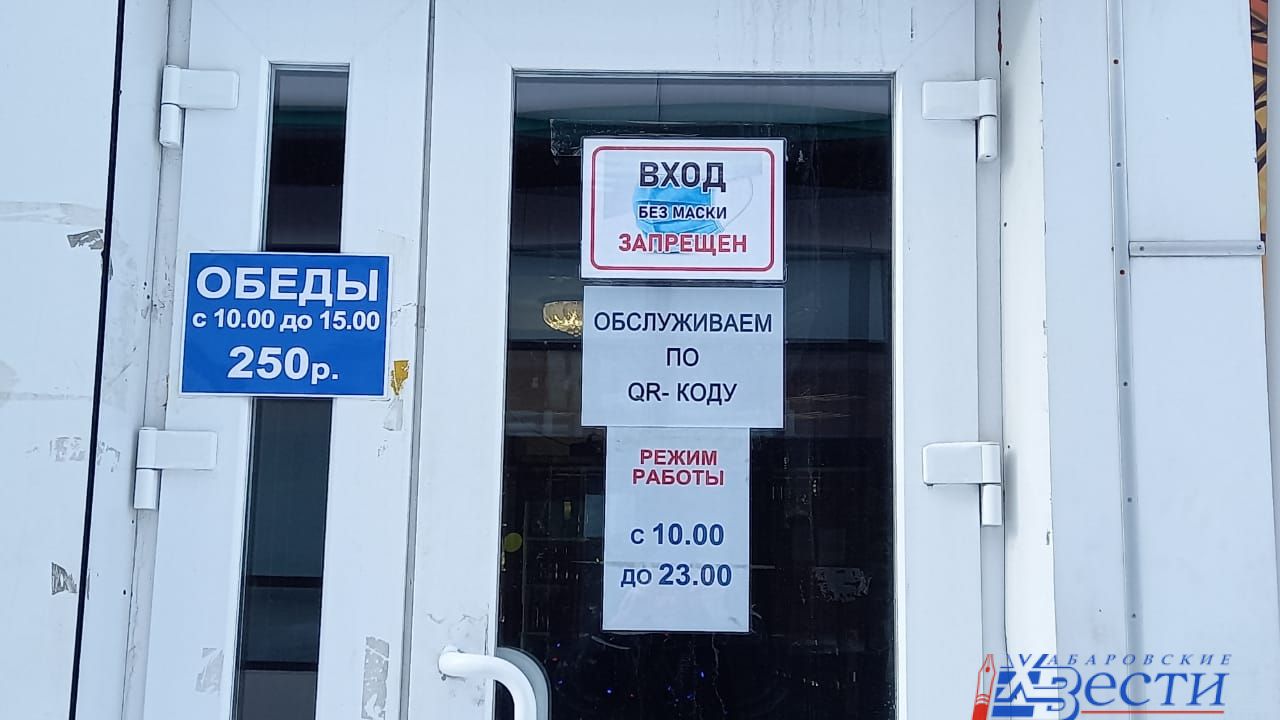 ОБЕДЫ
с 10.00 до 15.00
250р.
ВХОД
БЕЗ МАСКИ
ЗАПРЕЩЕН
ОБСЛУЖИВАЕМ
ПО
QR- КОДУ
РЕЖИМ
РАБОТЫ
с 10.00
до 23.00
ХАБАРОВСКИЕ
ВЕСТИ